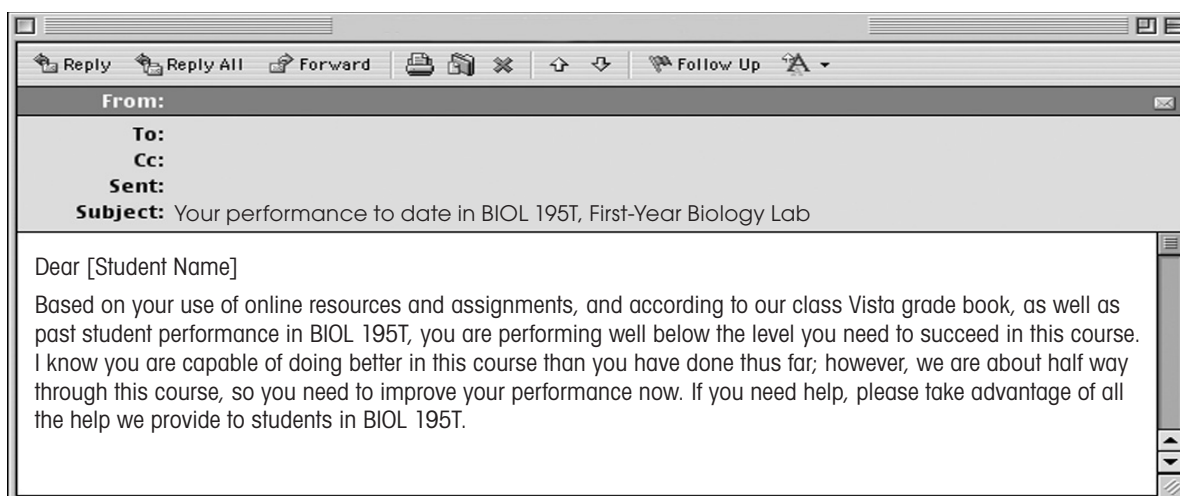 Reply Reply All Forward Follow Up
From:
To:
Cc:
Sent:
Subject: Your performance to date in BIOL 195T, First-Year Biology Lab
Dear [Student Name]
Based on your use of online resources and assignments, and according to our class Vista grade book, as well as
past student performance in BIOL 195T, you are performing well below the level you need to succeed in this course.
I know you are capable of doing better in this course than you have done thus far; however, we are about half way
through this course, so you need to improve your performance now. If you need help, please take advantage of all
the help we provide to students in BIOL 195T.